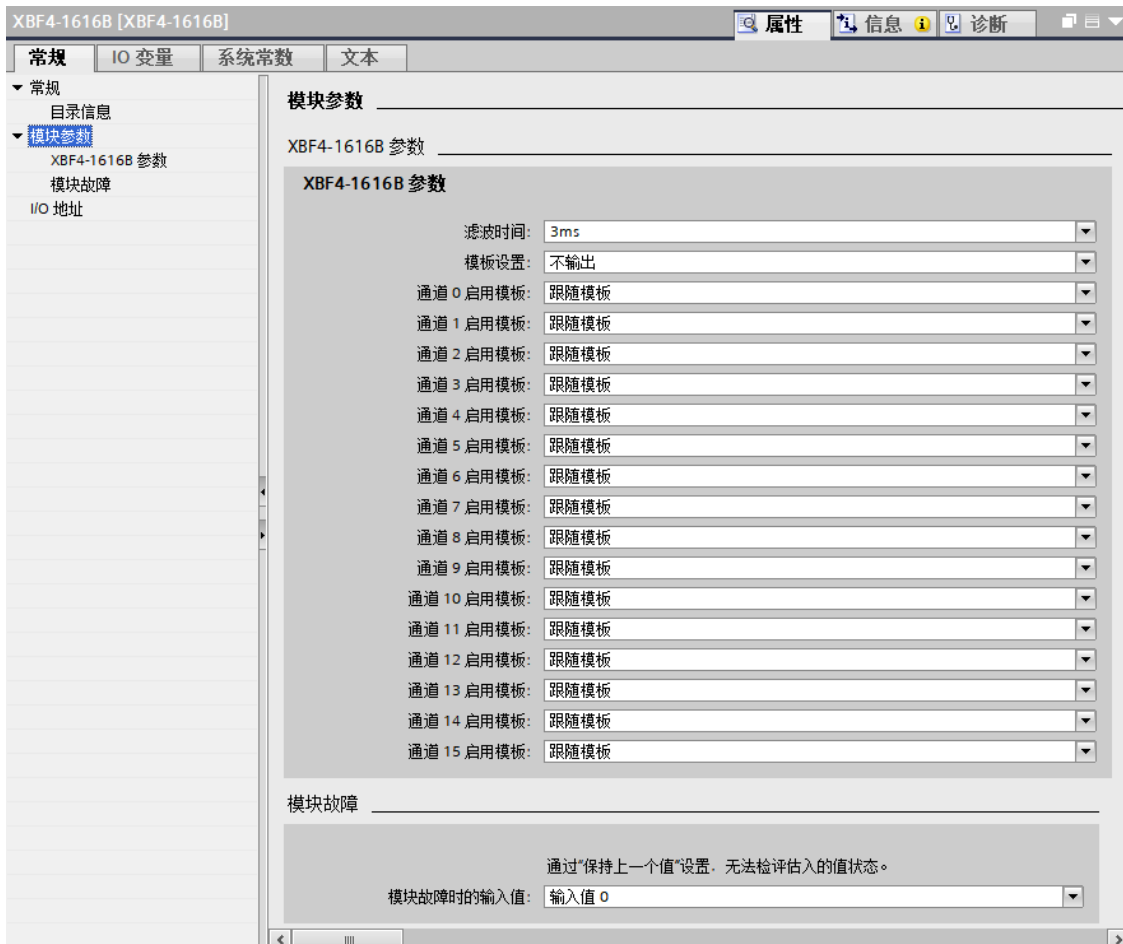 XBF4-1616B [XBF4-1616B]
属性
信息
诊断
常规
IO 变量
系统常数
文本
常规
目录信息
模块参数
XBF4-1616B 参数
模块故障
I/O 地址
模块参数
XBF4-1616B 参数
XBF4-1616B 参数
滤波时间: 3ms
模板设置: 不输出
通道 0 启用模板: 跟随模板
通道 1 启用模板: 跟随模板
通道 2 启用模板: 跟随模板
通道 3 启用模板: 跟随模板
通道 4 启用模板: 跟随模板
通道 5 启用模板: 跟随模板
通道 6 启用模板: 跟随模板
通道 7 启用模板: 跟随模板
通道 8 启用模板: 跟随模板
通道 9 启用模板: 跟随模板
通道 10 启用模板: 跟随模板
通道 11 启用模板: 跟随模板
通道 12 启用模板: 跟随模板
通道 13 启用模板: 跟随模板
通道 14 启用模板: 跟随模板
通道 15 启用模板: 跟随模板
模块故障
通过“保持上一个值”设置，无法检评估入的值状态。
模块故障时的输入值: 输入值 0